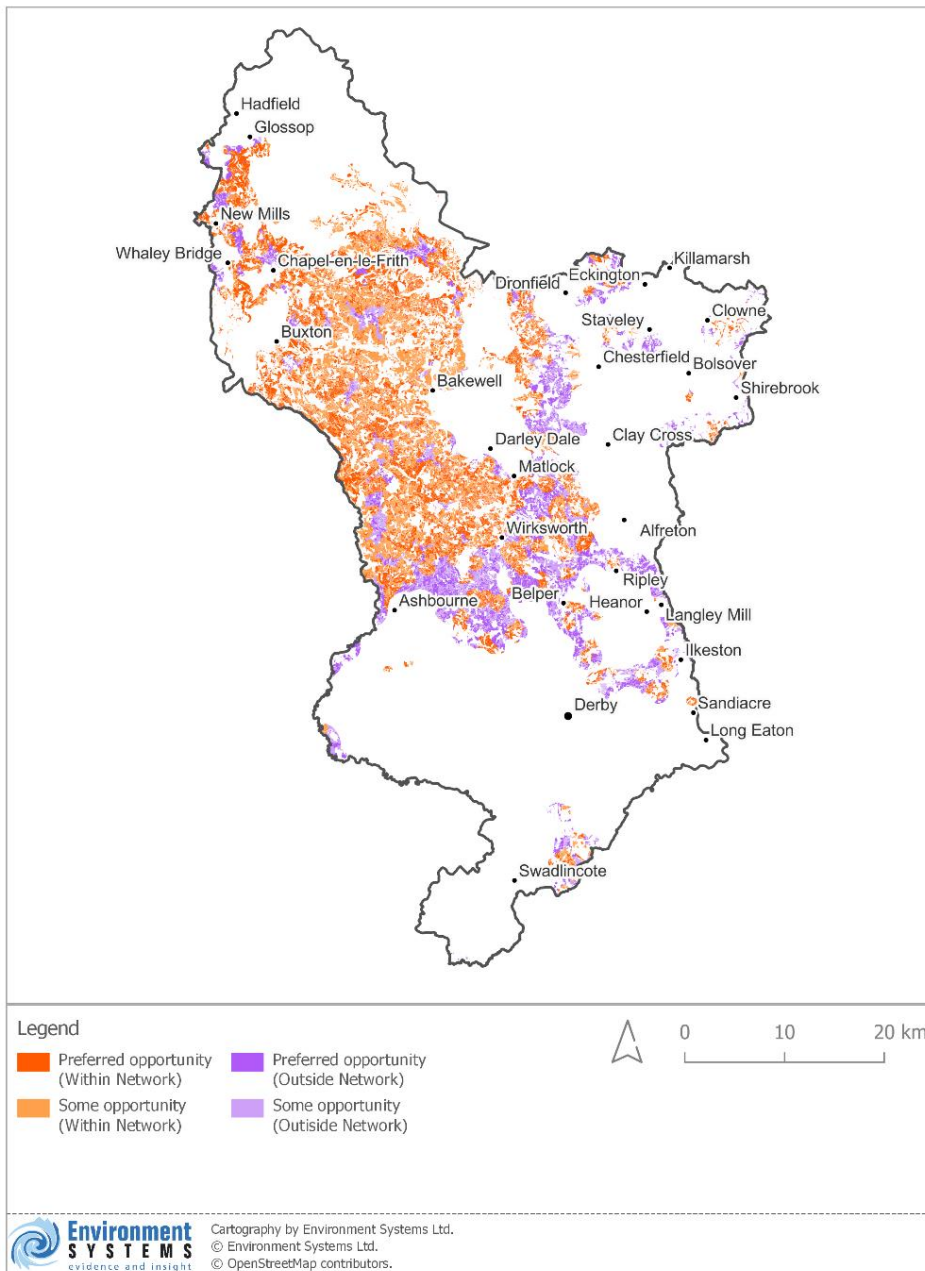 Hadfield
Glossop
New Mills
Whaley Bridge
Chapel-en-le-Frith
Killamarsh
Eckington
Dronfield
Clowne
Staveley
Buxton
Chesterfield
Bolsover
Bakewell
Shirebrook
Clay Cross
Darley Dale
Matlock
Alfreton
Wirksworth
Ripley
Belper
Heanor
Ashbourne
Langley Mill
Ilkeston
Derby
Sandiacre
Long Eaton
Swadlincote
Legend
Preferred opportunity
(Within Network)
Some opportunity
(Within Network)
Preferred opportunity
(Outside Network)
Some opportunity
(Outiside Network)
0 10 20 km
Environment
SYSTEMS
evidence and insight
Cartography by Environment Systems Ltd.
© Environment Systems Ltd.
© OpenStreetMap contributors.